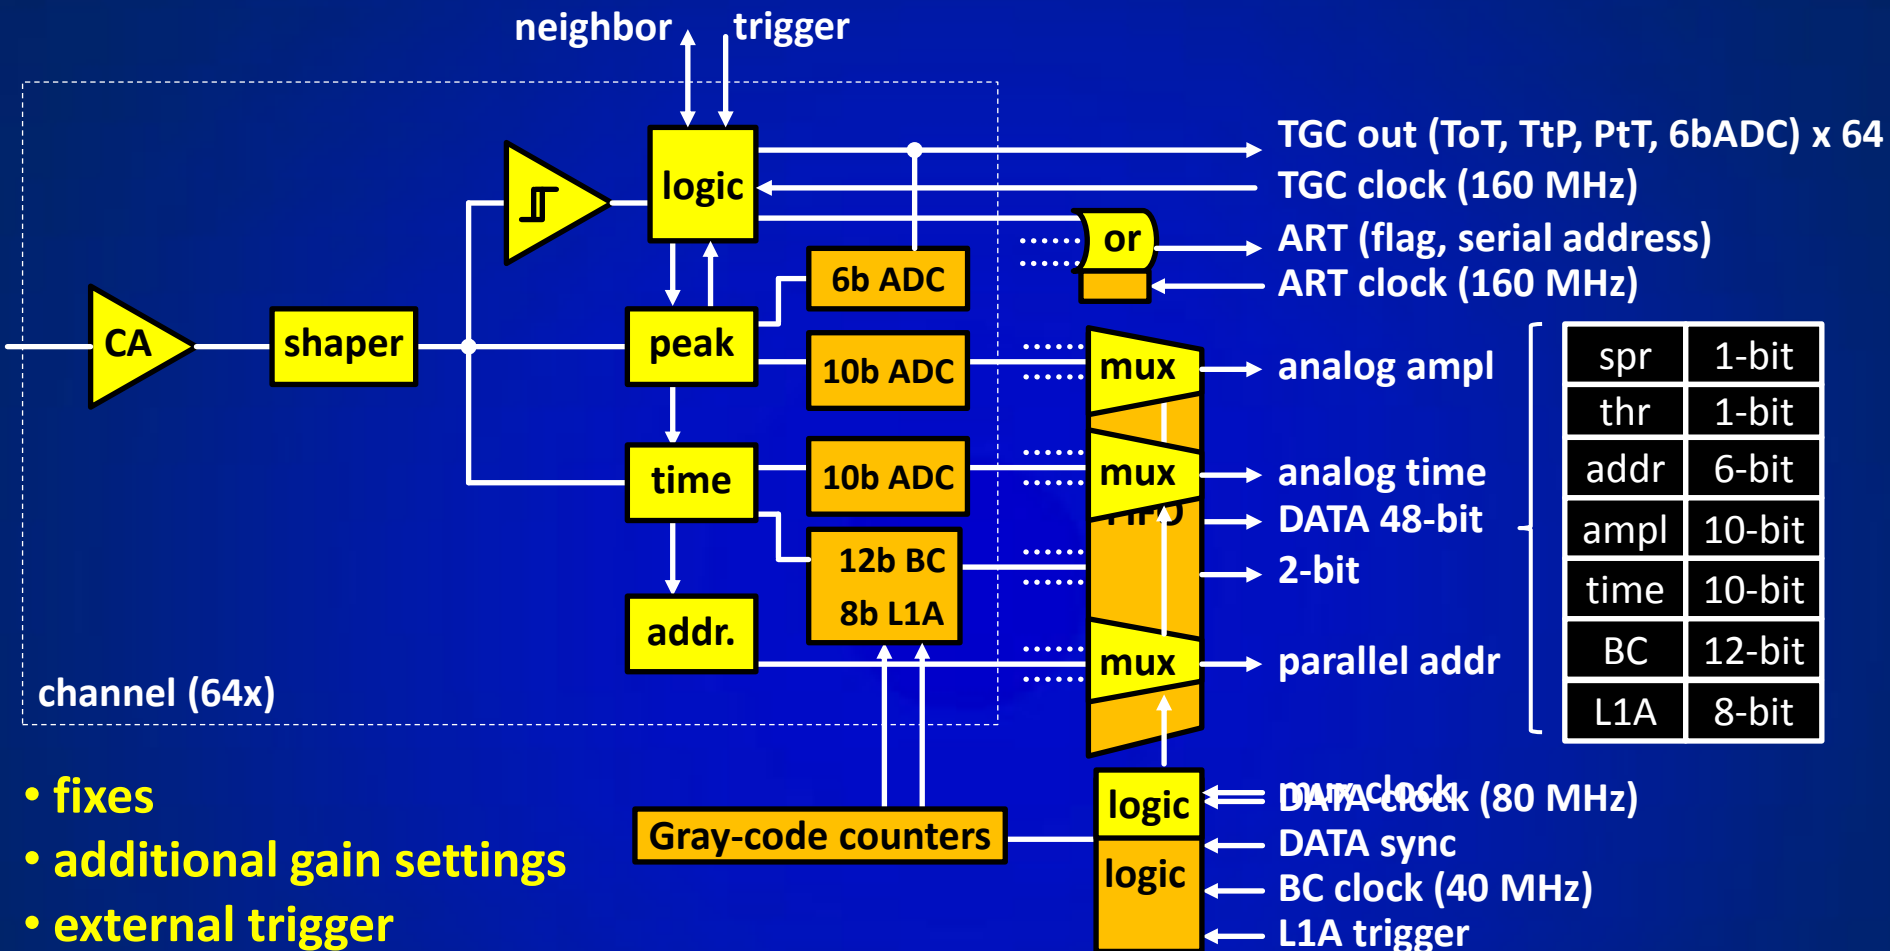 neighbor trigger
TGC out (ToT, TtP, PtT, 6bADC) x 64
logic
TGC clock (160 MHz)
or
ART (flag, serial address)
6b ADC
ART clock (160 MHz)
CA
shaper
peak
10b ADC
mux
analog ampl
time
10b ADC
mux
analog time
FIFO
DATA 48-bit
12b BC
2-bit
8b L1A
addr.
mux
parallel addr
channel (64x)
spr 1-bit
thr 1-bit
addr 6-bit
ampl 10-bit
time 10-bit
BC 12-bit
L1A 8-bit
• fixes
• additional gain settings
• external trigger
Gray-code counters
logic
mux clock
DATA clock (80 MHz)
DATA sync
logic
BC clock (40 MHz)
L1A trigger